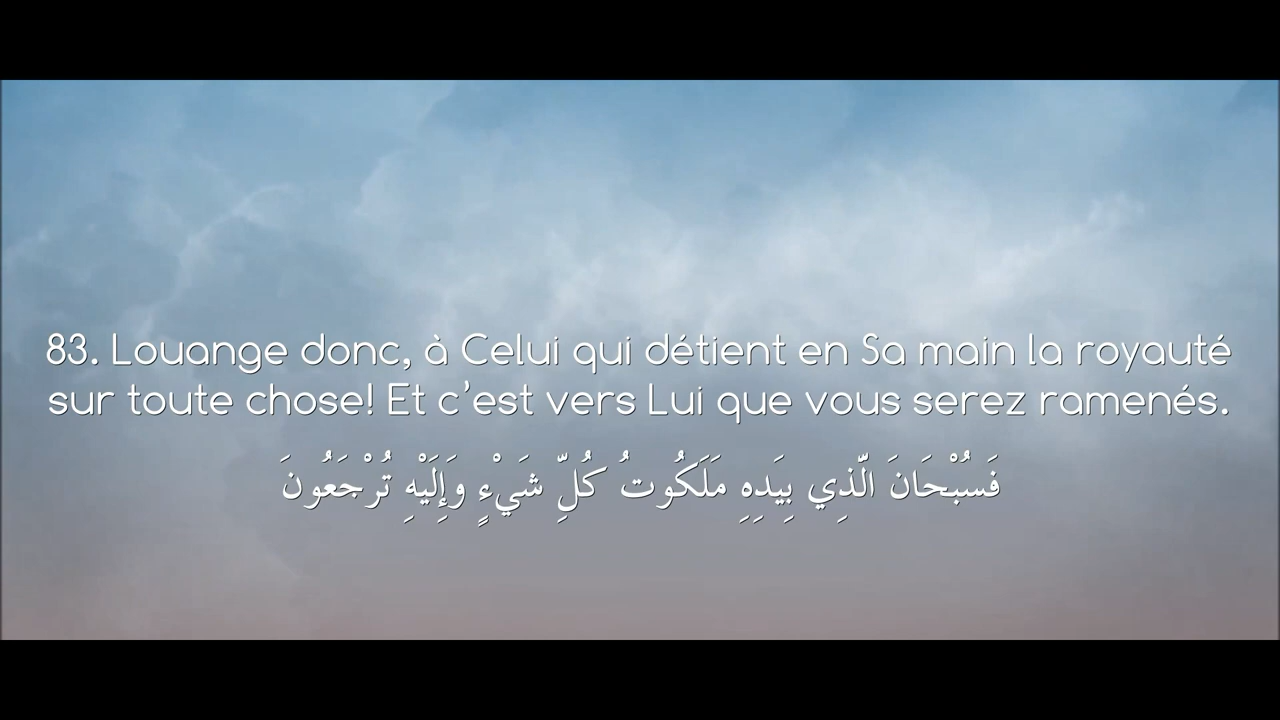 83. Louange donc, à Celui qui détient en Sa main la royauté
sur toute chose! Et c’est vers Lui que vous serez ramenés.
فَسُبْحَانَ الَّذِي بِيَدِهِ مَلَكُوتُ كُلِّ شَيْءٍ وَإِلَيْهِ تُرْجَعُونَ